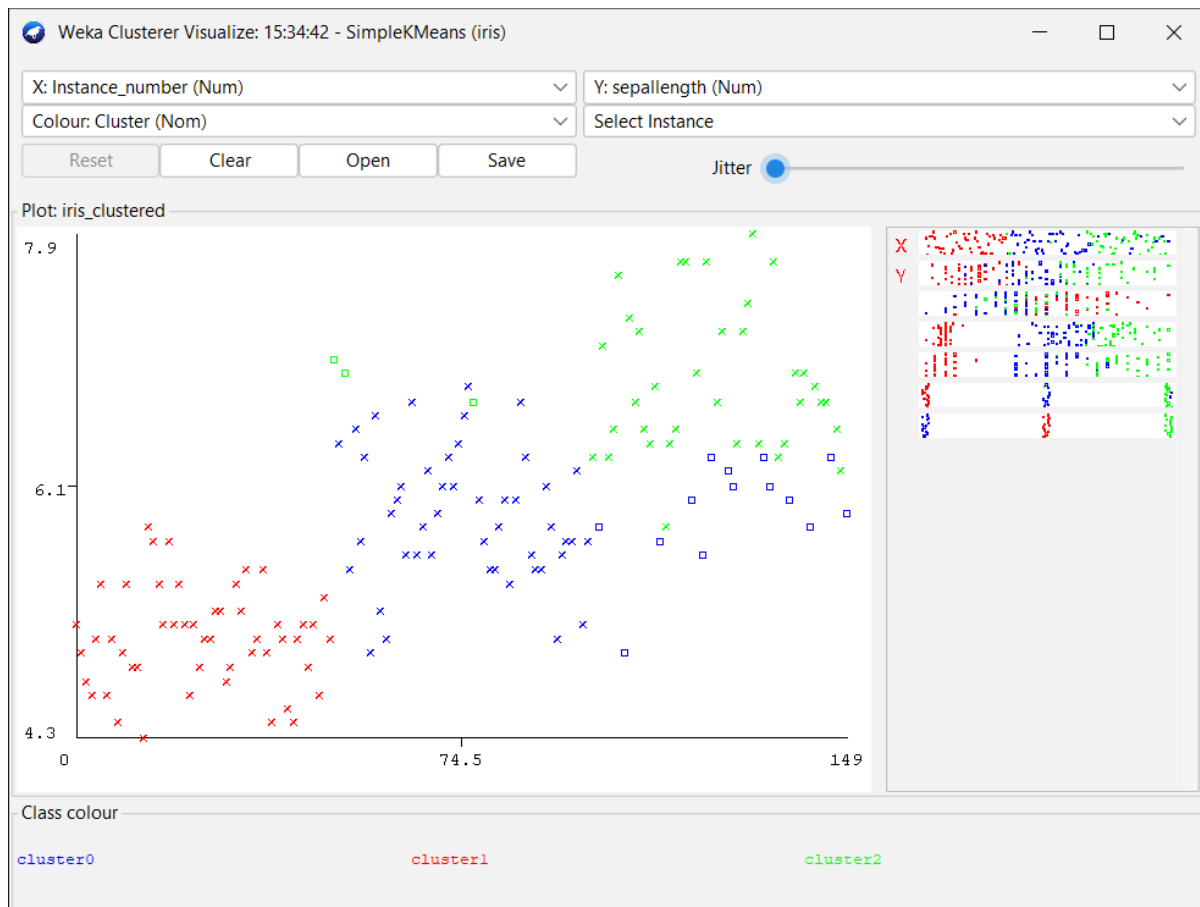 Weka Clusterer Visualize: 15:34:42 - SimpleKMeans (iris)
X: Instance_number (Num)
Y: sepallength (Num)
Colour: Cluster (Nom)
Select Instance
Reset
Clear
Open
Save
Jitter
Plot: iris_clustered
7.9
6.1
4.3
0
74.5
149
X
Y
Class colour
cluster0
cluster1
cluster2